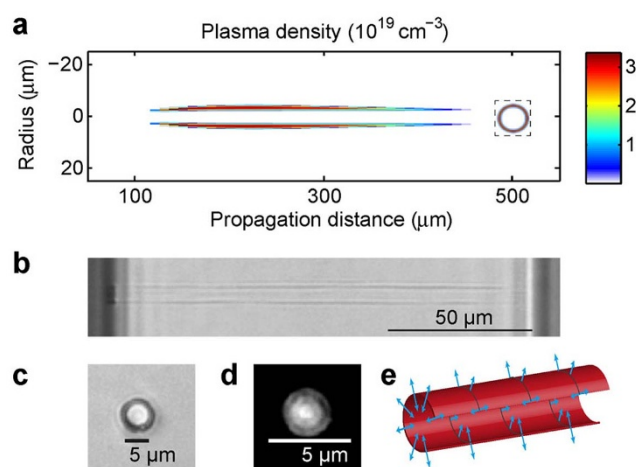 a
Plasma density (10¹⁹ cm⁻³)
Radius (μm)
−20
0
20
100
300
500
Propagation distance (μm)
3
2
1
b
50 μm
c
5 μm
d
5 μm
e